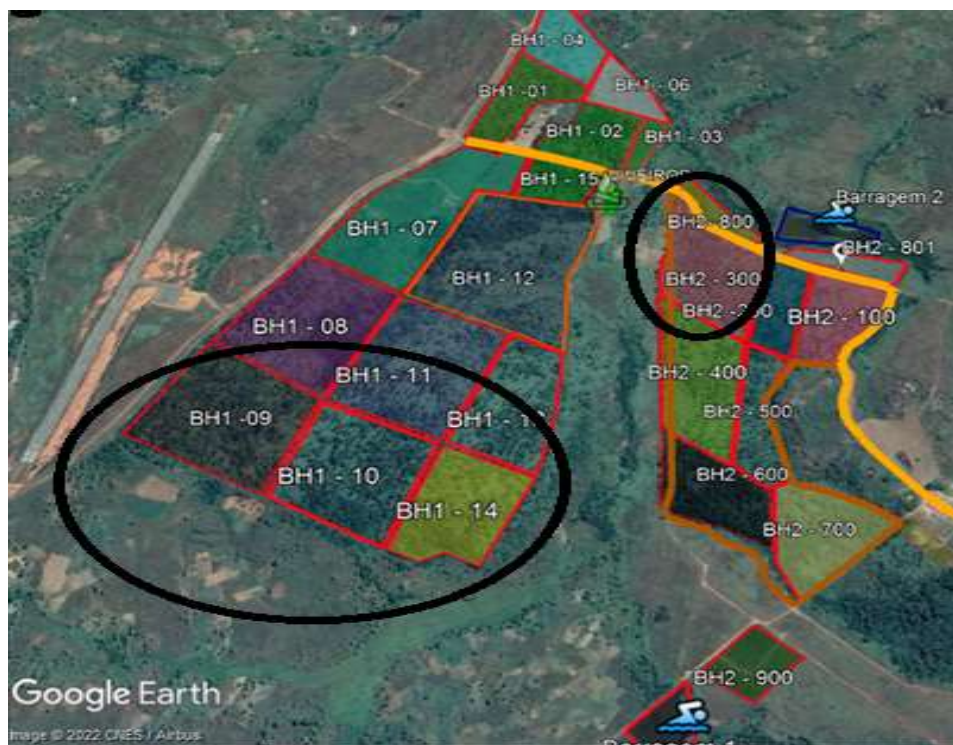 BH1 - 04
BH1 -01
BH1 - 06
BH1 - 02
BH1 - 03
BH1 - 15
Barragem 2
BH2 - 800
BH1 - 07
BH2 - 801
BH1 - 12
BH2 - 300
BH2
BH2 - 100
BH1 - 08
BH1 - 11
BH2 - 400
BH1 -09
BH1 -
BH2 - 500
BH1 - 10
BH2 - 600
BH1 - 14
BH2 - 700
BH2 - 900
Google Earth
Image © 2022 CNES / Airbus